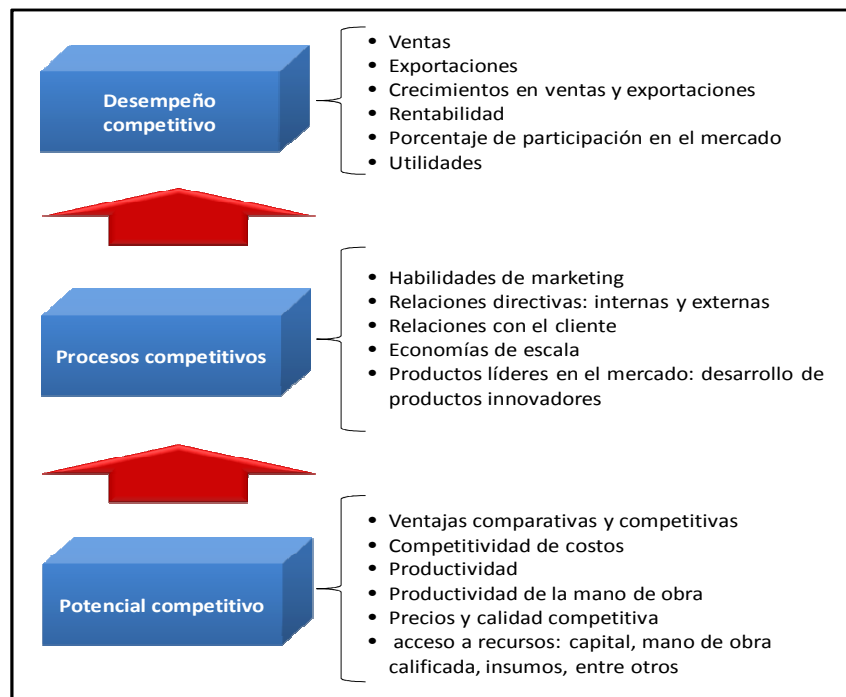 Desempeño
competitivo
• Ventas
• Exportaciones
• Crecimientos en ventas y exportaciones
• Rentabilidad
• Porcentaje de participación en el mercado
• Utilidades
Procesos competitivos
• Habilidades de marketing
• Relaciones directivas: internas y externas
• Relaciones con el cliente
• Economías de escala
• Productos líderes en el mercado: desarrollo de
productos innovadores
Potencial competitivo
• Ventajas comparativas y competitivas
• Competitividad de costos
• Productividad
• Productividad de la mano de obra
• Precios y calidad competitiva
• acceso a recursos: capital, mano de obra
calificada, insumos, entre otros